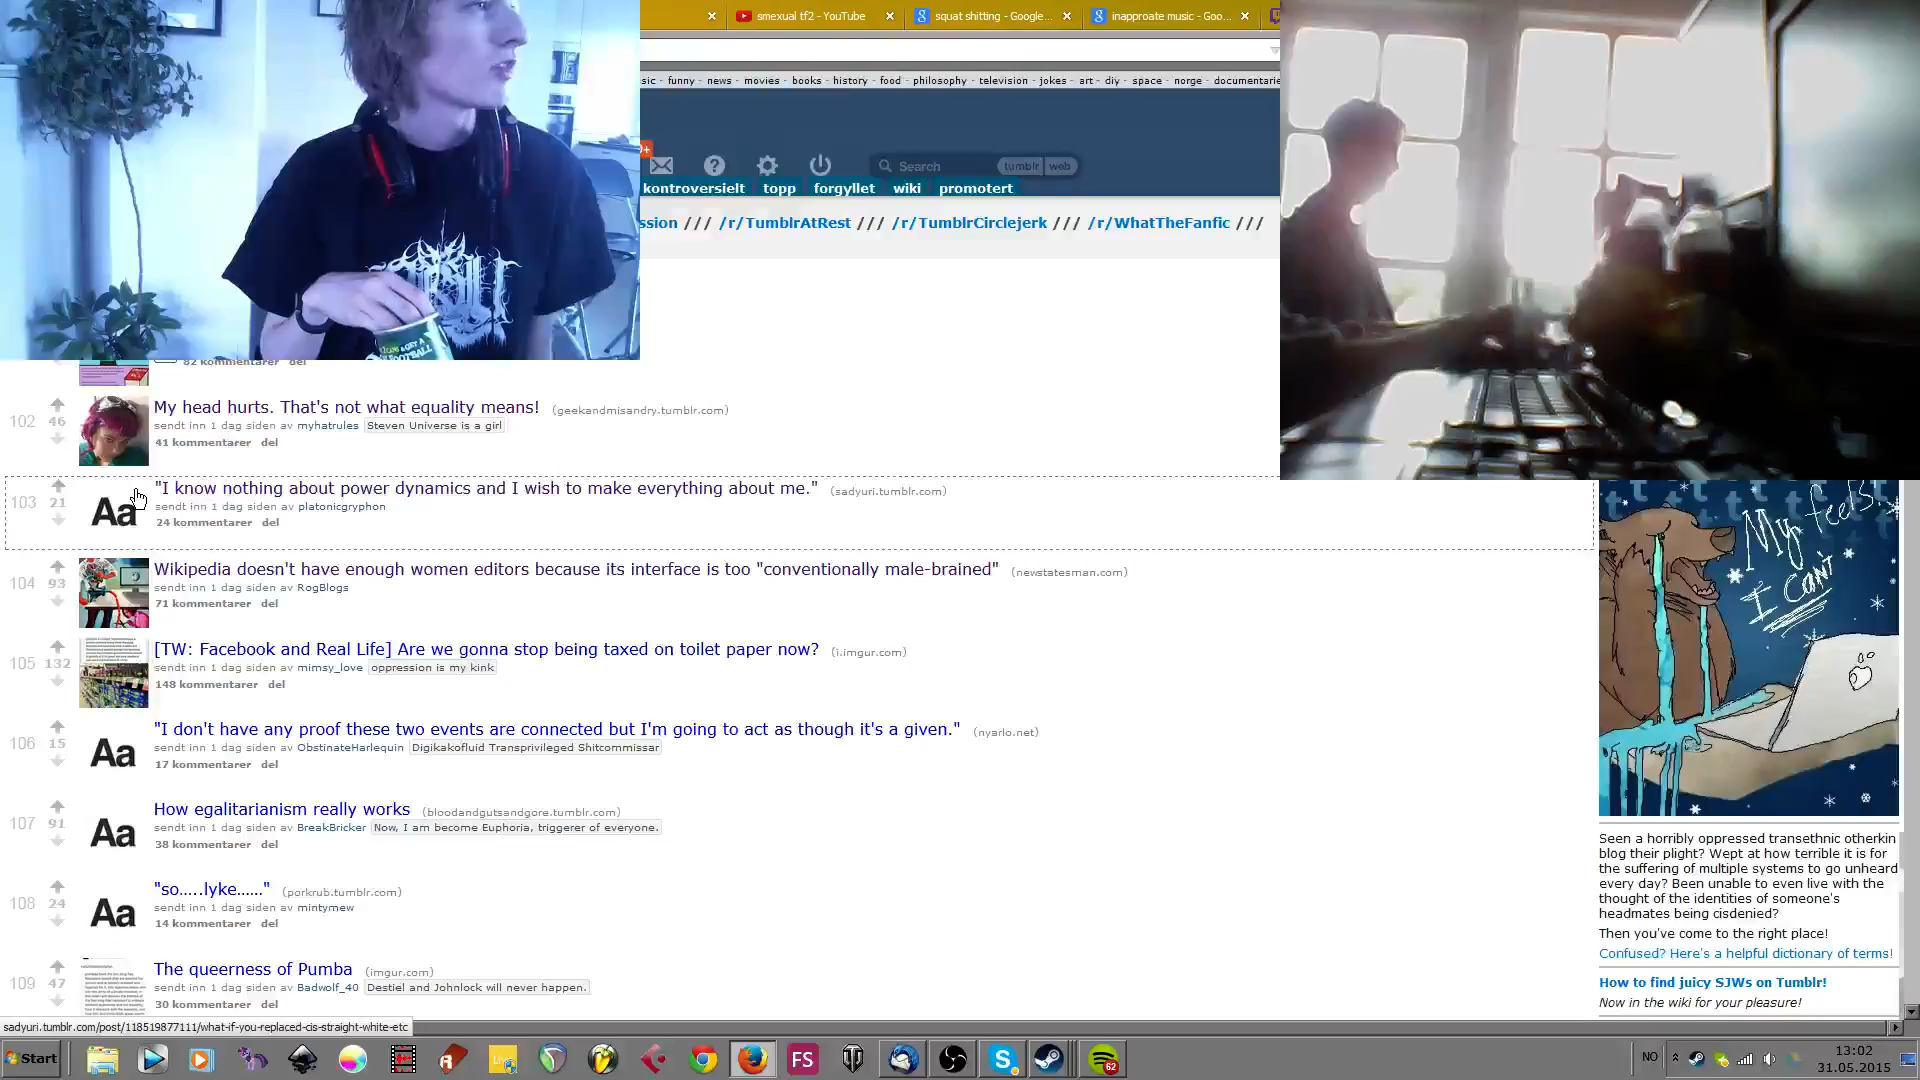 smexual tf2 - YouTube
squat shitting - Google...
inapproate music - Goo...
funny - news - movies - books - history - food - philosophy - television - jokes - art - diy - space - norge - documentarie
Search
tumblr
web
kontroversielt topp forgyllet wiki promotert
/// /r/TumblrAtRest /// /r/TumblrCirclejerk /// /r/WhatTheFanfic ///
FOOTBALL
82 kommentarer del
102
46
My head hurts. That's not what equality means! (geekandmisandry.tumblr.com)
sendt inn 1 dag siden av myhatrules Steven Universe is a girl
41 kommentarer del
103
21
Aa
"I know nothing about power dynamics and I wish to make everything about me." (sadyuri.tumblr.com)
sendt inn 1 dag siden av platonicgryphon
24 kommentarer del
104
93
Wikipedia doesn't have enough women editors because its interface is too "conventionally male-brained" (newstatesman.com)
sendt inn 1 dag siden av RogBlogs
71 kommentarer del
105
132
[TW: Facebook and Real Life] Are we gonna stop being taxed on toilet paper now? (i.imgur.com)
sendt inn 1 dag siden av mimsy_love oppression is my kink
148 kommentarer del
106
15
Aa
"I don't have any proof these two events are connected but I'm going to act as though it's a given." (nyarlo.net)
sendt inn 1 dag siden av ObstinateHarlequin Digikakofluid Transprivileged Shitcommissar
17 kommentarer del
107
91
Aa
How egalitarianism really works (bloodandgutsandgore.tumblr.com)
sendt inn 1 dag siden av BreakBricker Now, I am become Euphoria, triggerer of everyone.
38 kommentarer del
108
24
Aa
"so.....lyke......" (porkrub.tumblr.com)
sendt inn 1 dag siden av mintymew
14 kommentarer del
109
47
The queerness of Pumba (imgur.com)
sendt inn 1 dag siden av Badwolf_40 Destiel and Johnlock will never happen.
30 kommentarer del
My feels!
I can't
Seen a horribly oppressed transethnic otherkin
blog their plight? Wept at how terrible it is for
the suffering of multiple systems to go unheard
every day? Been unable to even live with the
thought of the identities of someone's
headmates being cisdenied?
Then you've come to the right place!
Confused? Here's a helpful dictionary of terms!
How to find juicy SJWs on Tumblr!
Now in the wiki for your pleasure!
sadyuri.tumblr.com/post/118519877111/what-if-you-replaced-cis-straight-white-etc
Start
FS
62
NO
13:02
31.05.2015